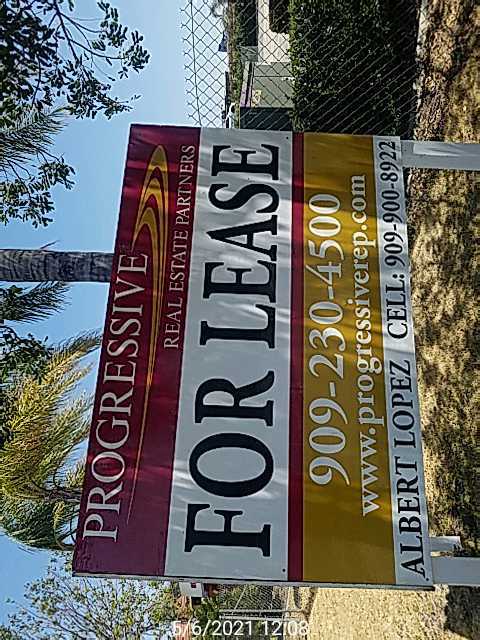 PROGRESSIVE
REAL ESTATE PARTNERS
FOR LEASE
909-230-4500
www.progressiverep.com
ALBERT LOPEZ CELL: 909-900-8922
5/6/2021 12:08